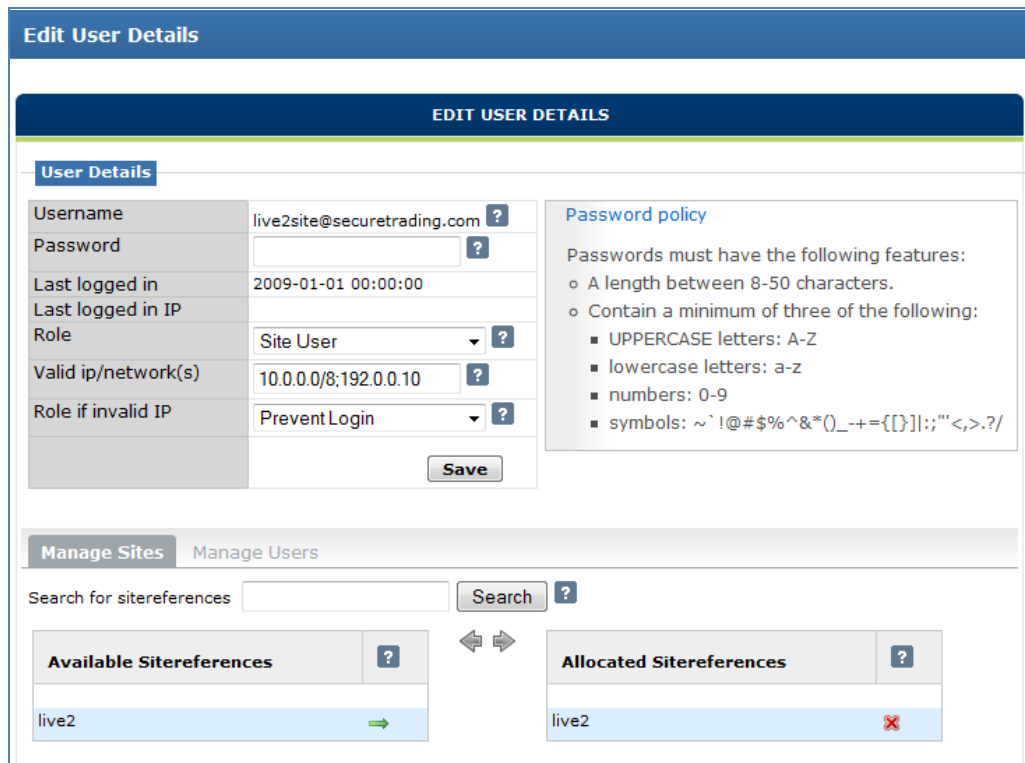 Edit User Details
EDIT USER DETAILS
User Details
Username live2site@securetrading.com ?
Password ?
Last logged in 2009-01-01 00:00:00
Last logged in IP
Role Site User ?
Valid ip/network(s) 10.0.0.0/8;192.0.0.10 ?
Role if invalid IP Prevent Login ?
Save
Password policy
Passwords must have the following features:
A length between 8-50 characters.
Contain a minimum of three of the following:
UPPERCASE letters: A-Z
lowercase letters: a-z
numbers: 0-9
symbols: ~`!@#$%^&*()_-+={[}]|:;"'<,>.?/
Manage Sites Manage Users
Search for sitereferences Search ?
Available Sitereferences ?
live2
Allocated Sitereferences ?
live2